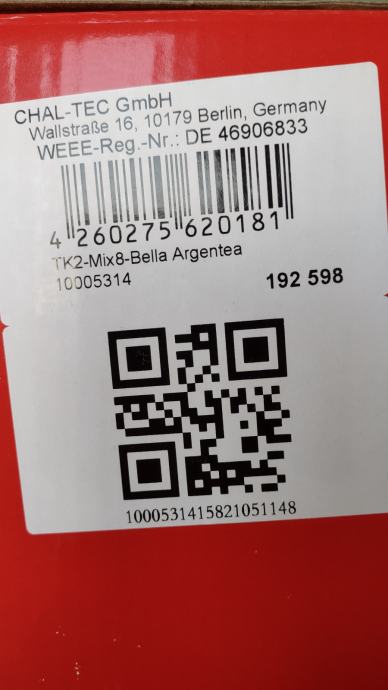 CHAL-TEC GmbH
Wallstraße 16, 10179 Berlin, Germany
WEEE-Reg.-Nr.: DE 46906833
4 260275 620181
TK2-Mix8-Bella Argentea
10005314
192 598
1000531415821051148